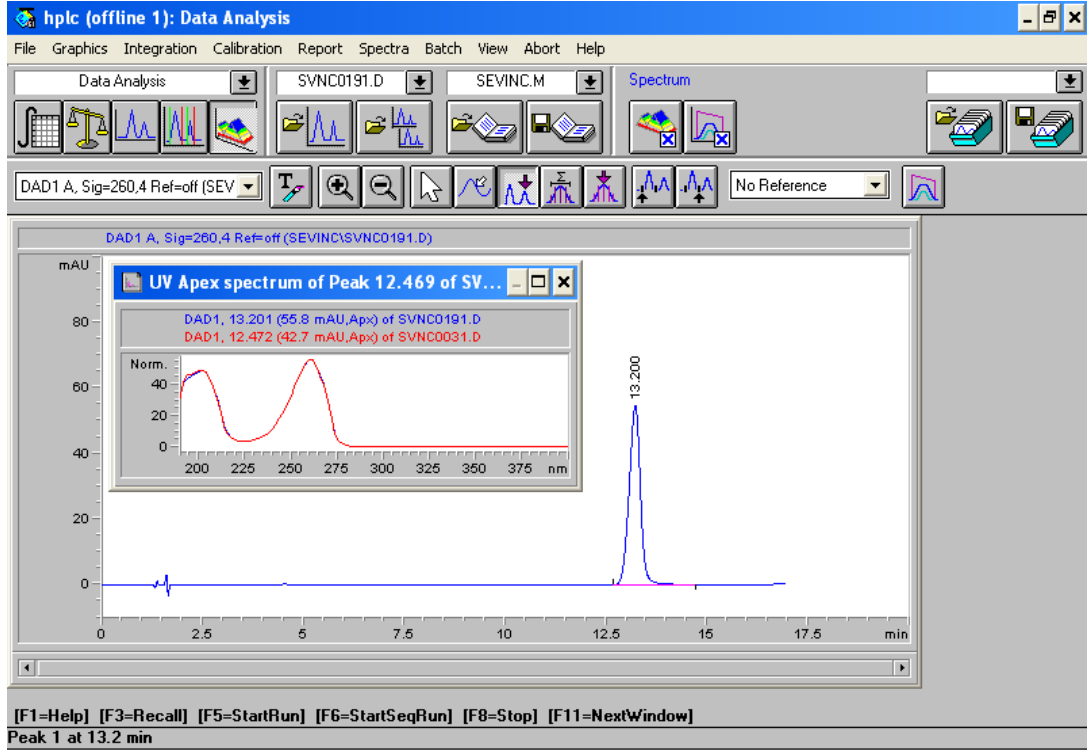 hplc (offline 1): Data Analysis
File Graphics Integration Calibration Report Spectra Batch View Abort Help
Data Analysis SVNC0191.D SEVINC.M Spectrum
DAD1 A, Sig=260,4 Ref=off (SEV No Reference
DAD1 A, Sig=260,4 Ref=off (SEVINC\SVNC0191.D)
mAU
UV Apex spectrum of Peak 12.469 of SV...
DAD1, 13.201 (55.8 mAU,Apx) of SVNC0191.D
DAD1, 12.472 (42.7 mAU,Apx) of SVNC0031.D
Norm.
40
20
0
200 225 250 275 300 325 350 375 nm
13.200
80
60
40
20
0
0 2.5 5 7.5 10 12.5 15 17.5 min
[F1=Help] [F3=Recall] [F5=StartRun] [F6=StartSeqRun] [F8=Stop] [F11=NextWindow]
Peak 1 at 13.2 min